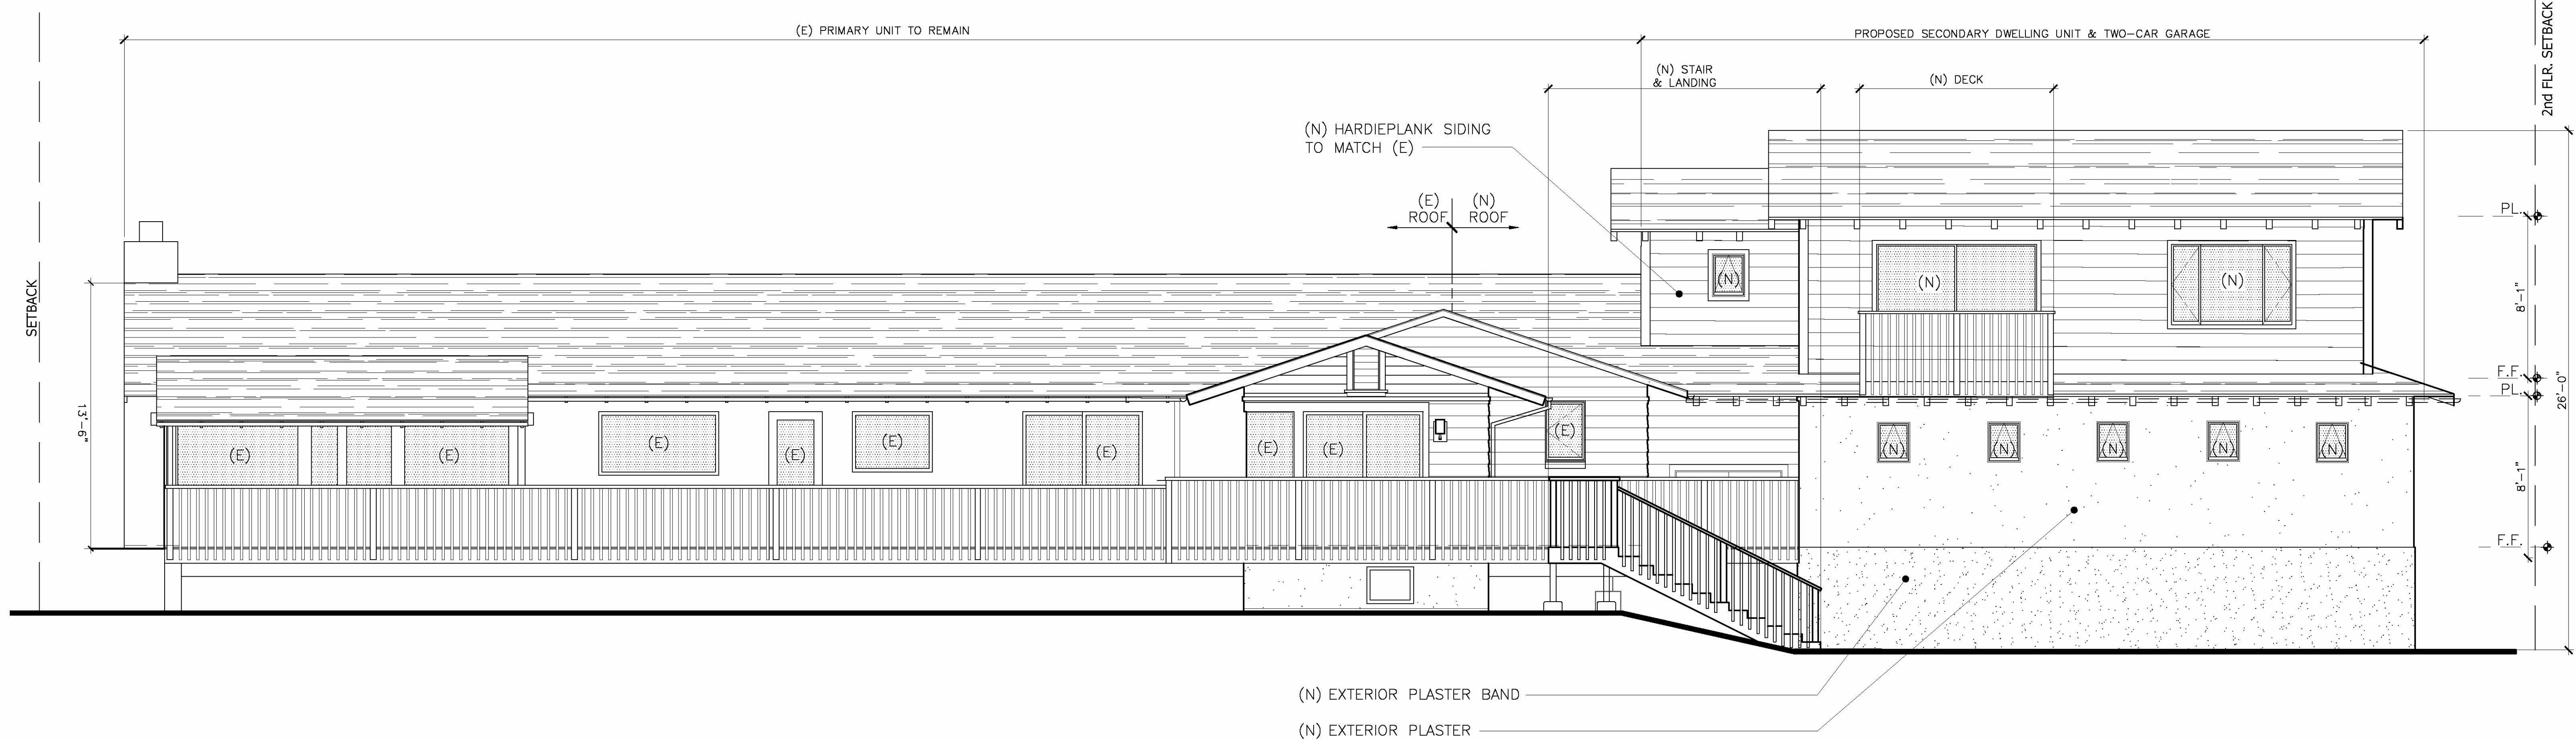 (E) PRIMARY UNIT TO REMAIN
PROPOSED SECONDARY DWELLING UNIT & TWO-CAR GARAGE
2nd FLR. SETBACK
(N) STAIR
& LANDING
(N) DECK
(N) HARDIEPLANK SIDING
TO MATCH (E)
(E)
ROOF
(N)
ROOF
PL.
SETBACK
(N)
(N)
(N)
8'-1"
F.F.
PL.
26'-0"
13'-6"
(E)
(E)
(E)
(E)
(E)
(E)
(E)
(E)
(E)
(N)
(N)
(N)
(N)
(N)
8'-1"
F.F.
(N) EXTERIOR PLASTER BAND
(N) EXTERIOR PLASTER